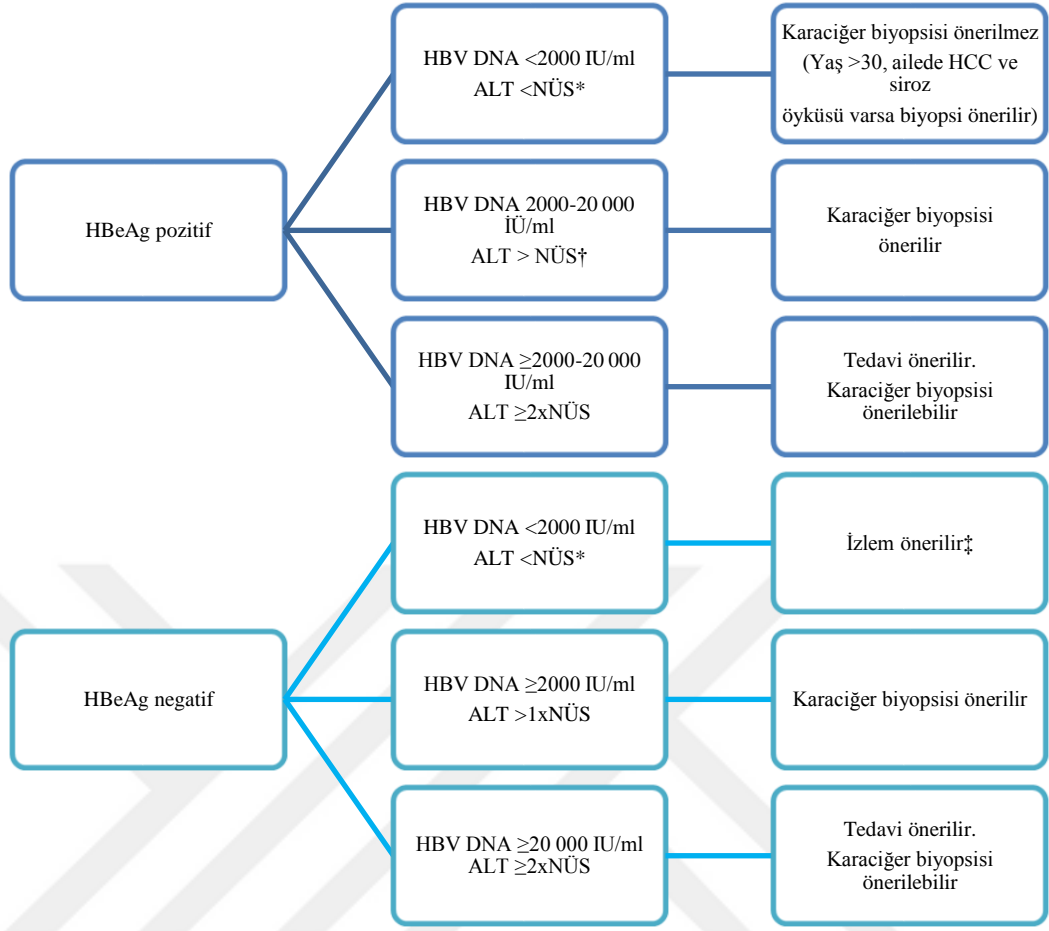 HBeAg pozitif
HBV DNA <2000 IU/ml
ALT <NÜS*
Karaciğer biyopsisi önerilmez
(Yaş >30, ailede HCC ve
siroz
öyküsü varsa biyopsi önerilir)
HBV DNA 2000-20 000
İÜ/ml
ALT > NÜS†
Karaciğer biyopsisi
önerilir
HBV DNA ≥2000-20 000
IU/ml
ALT ≥2xNÜS
Tedavi önerilir.
Karaciğer biyopsisi
önerilebilir
HBeAg negatif
HBV DNA <2000 IU/ml
ALT <NÜS*
İzlem önerilir‡
HBV DNA ≥2000 IU/ml
ALT >1xNÜS
Karaciğer biyopsisi önerilir
HBV DNA ≥20 000 IU/ml
ALT ≥2xNÜS
Tedavi önerilir.
Karaciğer biyopsisi
önerilebilir